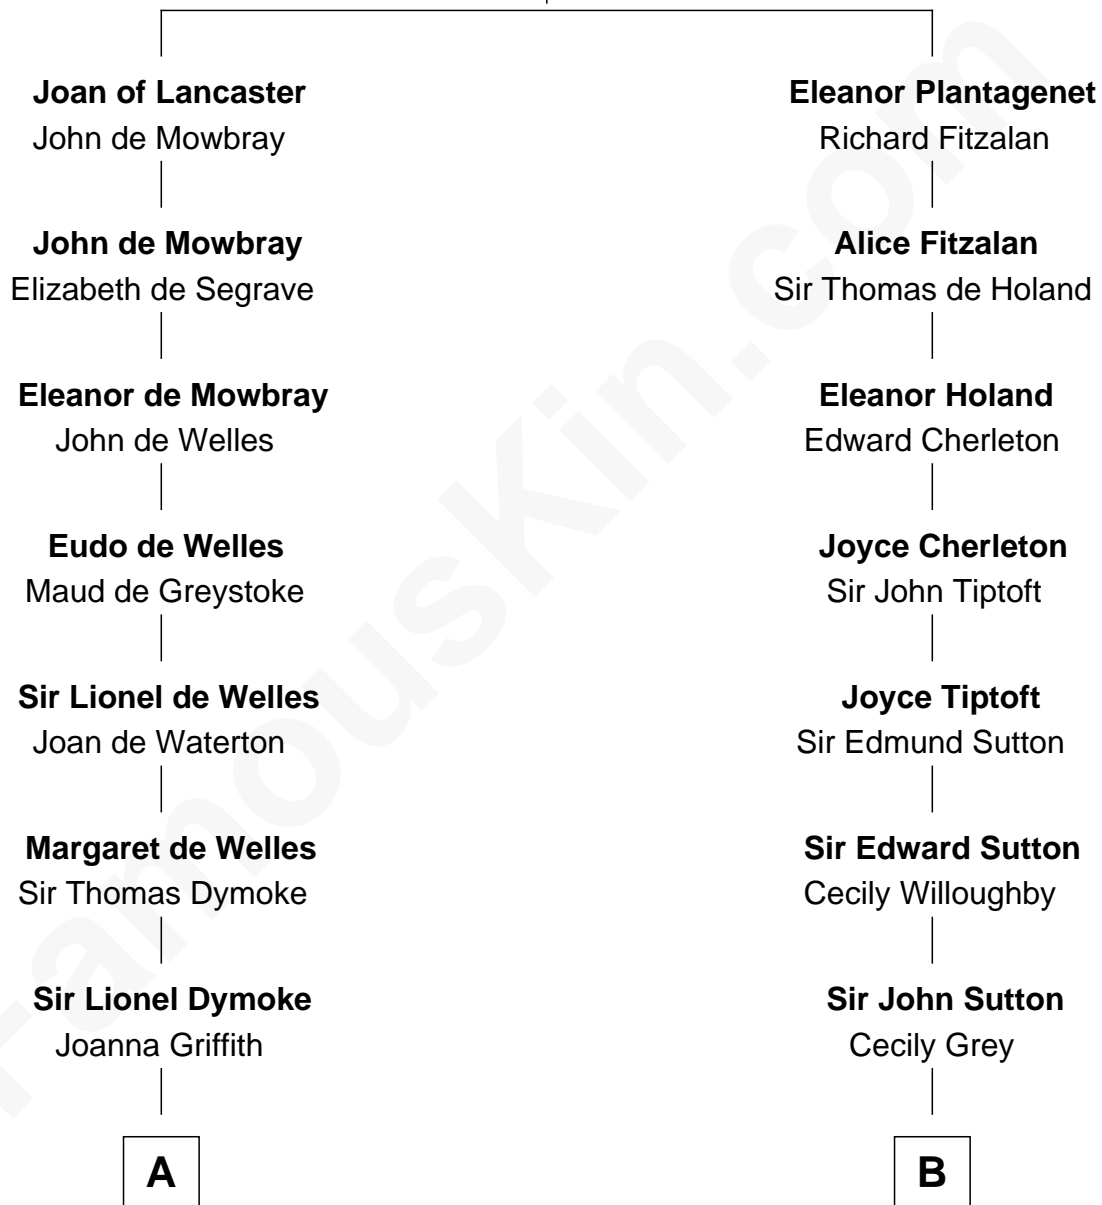 Joan of Lancaster
John de Mowbray
John de Mowbray
Elizabeth de Segrave
Eleanor de Mowbray
John de Welles
Eudo de Welles
Maud de Greystoke
Sir Lionel de Welles
Joan de Waterton
Margaret de Welles
Sir Thomas Dymoke
Sir Lionel Dymoke
Joanna Griffith
A
Eleanor Plantagenet
Richard Fitzalan
Alice Fitzalan
Sir Thomas de Holand
Eleanor Holand
Edward Cherleton
Joyce Cherleton
Sir John Tiptoft
Joyce Tiptoft
Sir Edmund Sutton
Sir Edward Sutton
Cecily Willoughby
Sir John Sutton
Cecily Grey
B
FamousKin.com